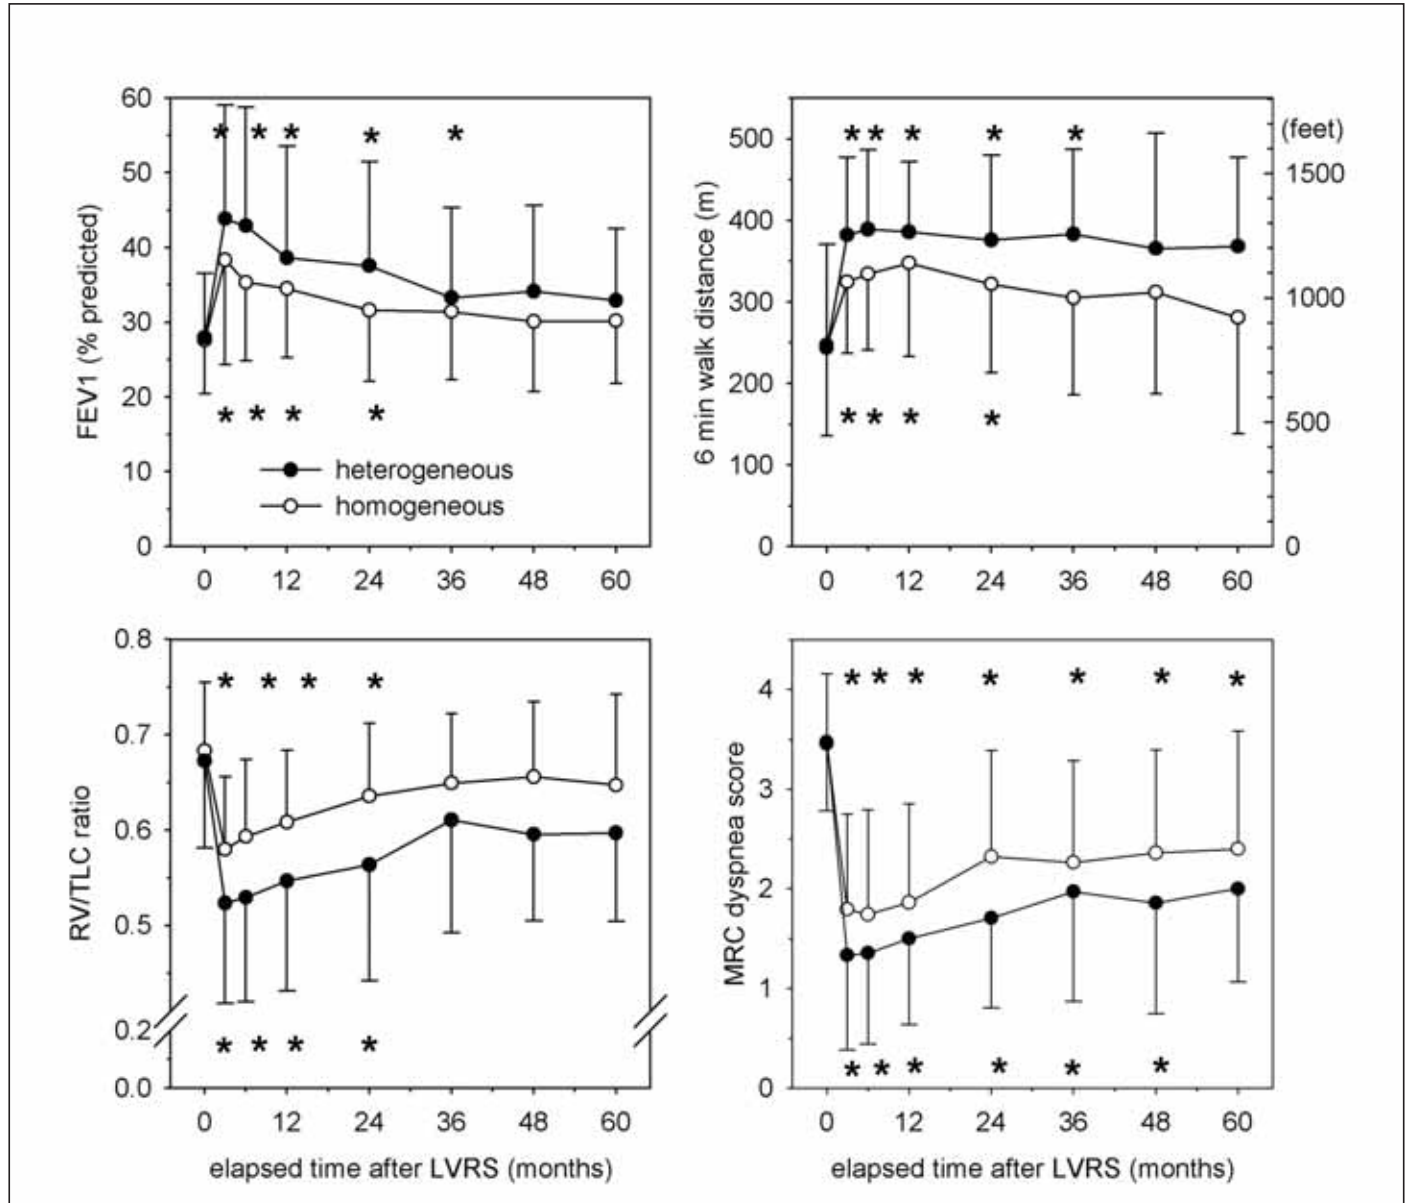 60
50
40
30
20
10
0
FEV1 (% predicted)
* * * * *
* * * *
heterogeneous
homogeneous
0 12 24 36 48 60
500
400
300
200
100
0
6 min walk distance (m)
(feet)
1500
1000
500
0
* * * * *
* * * *
0 12 24 36 48 60
0.8
0.7
0.6
0.5
0.2
0.0
RV/TLC ratio
* * * *
* * * *
0 12 24 36 48 60
elapsed time after LVRS (months)
4
3
2
1
0
MRC dyspnea score
* * * * * * *
* * * * * *
0 12 24 36 48 60
elapsed time after LVRS (months)